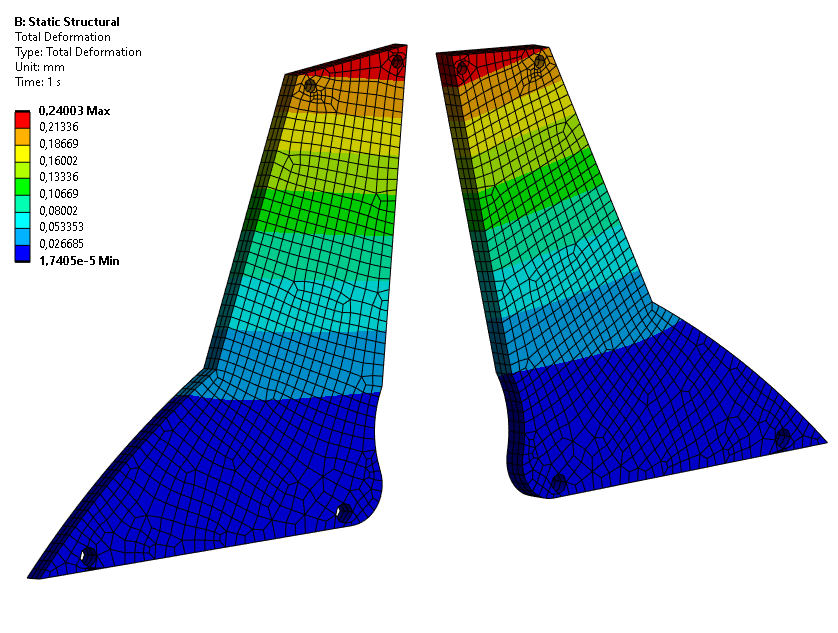 B: Static Structural
Total Deformation
Type: Total Deformation
Unit: mm
Time: 1 s
0,24003 Max
0,21336
0,18669
0,16002
0,13336
0,10669
0,08002
0,053353
0,026685
1,7405e-5 Min